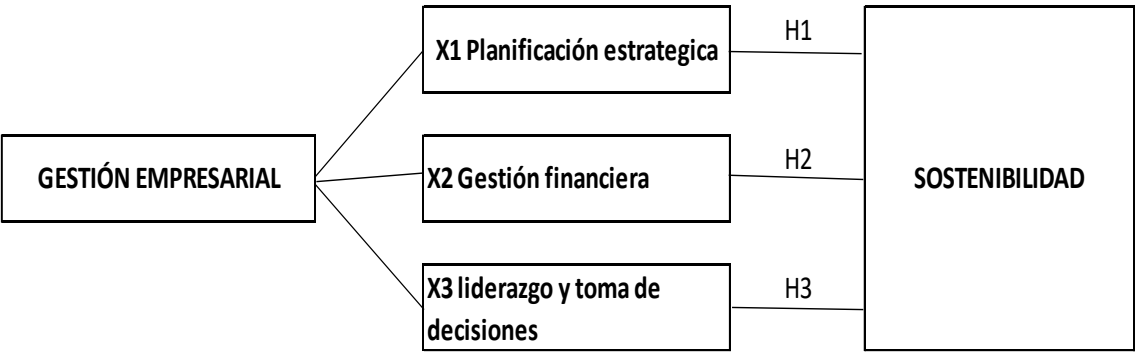 X1 Planificación estrategica
H1
GESTIÓN EMPRESARIAL
X2 Gestión financiera
H2
SOSTENIBILIDAD
X3 liderazgo y toma de
decisiones
H3